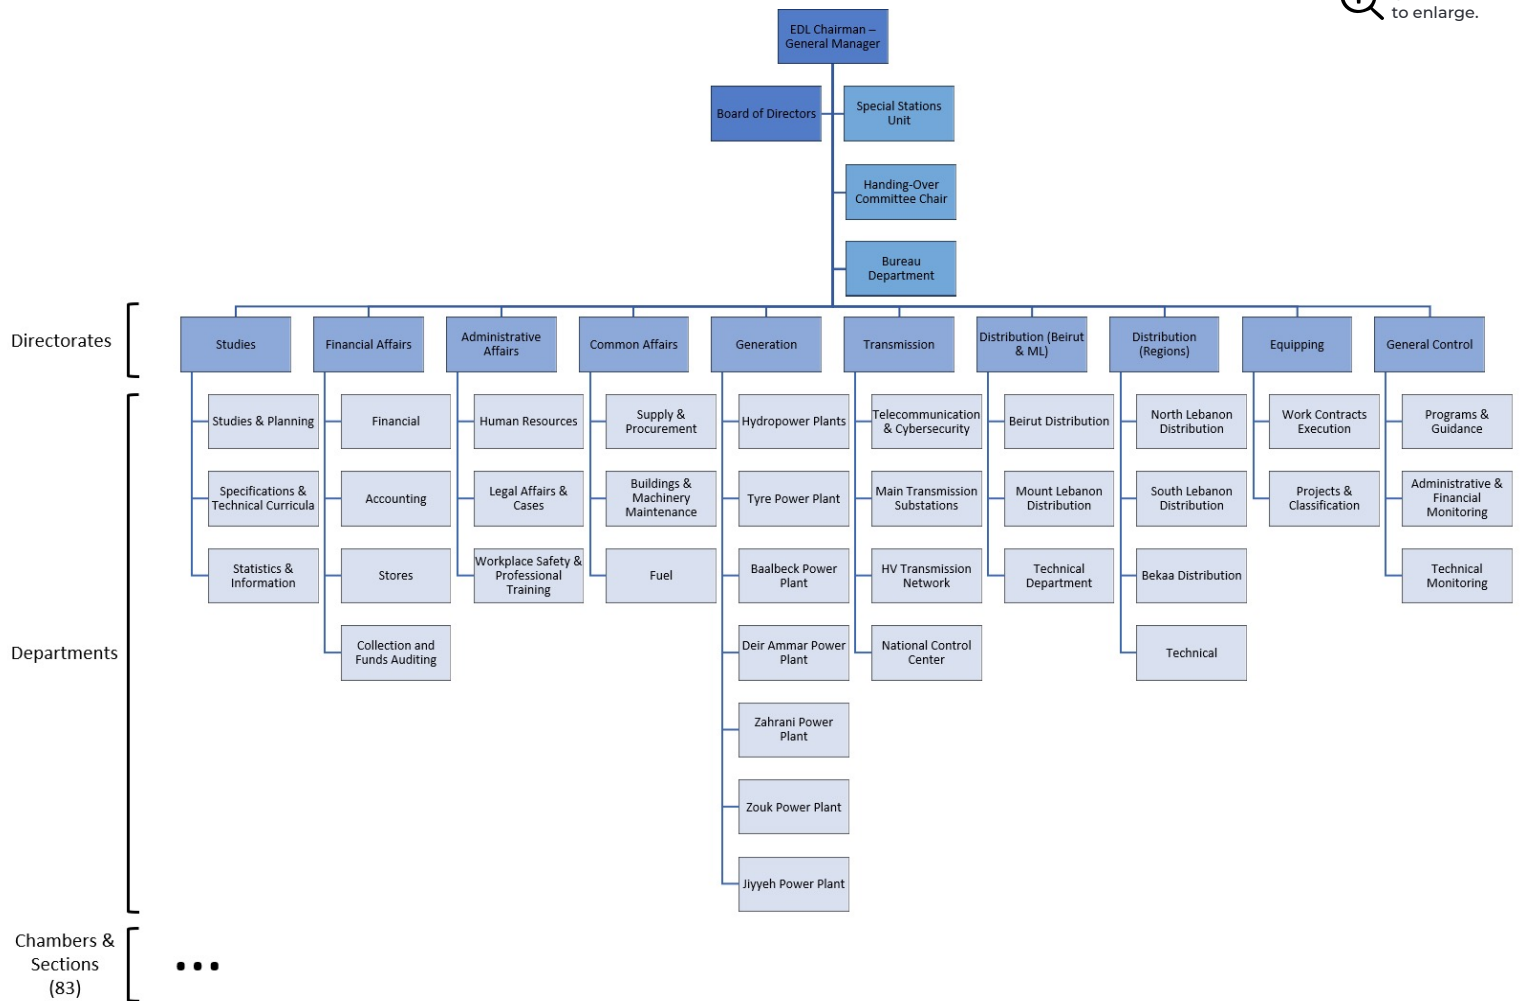 to enlarge.
EDL Chairman –
General Manager
Board of Directors
Special Stations
Unit
Handing-Over
Committee Chair
Bureau
Department
Directorates
Studies
Financial Affairs
Administrative
Affairs
Common Affairs
Generation
Transmission
Distribution (Beirut
& ML)
Distribution
(Regions)
Equipping
General Control
Departments
Studies & Planning
Specifications &
Technical Curricula
Statistics &
Information
Financial
Accounting
Stores
Collection and
Funds Auditing
Human Resources
Legal Affairs &
Cases
Workplace Safety &
Professional
Training
Supply &
Procurement
Buildings &
Machinery
Maintenance
Fuel
Hydropower Plants
Tyre Power Plant
Baalbeck Power
Plant
Deir Ammar Power
Plant
Zahrani Power
Plant
Zouk Power Plant
Jiyyeh Power Plant
Telecommunication
& Cybersecurity
Main Transmission
Substations
HV Transmission
Network
National Control
Center
Beirut Distribution
Mount Lebanon
Distribution
Technical
Department
North Lebanon
Distribution
South Lebanon
Distribution
Bekaa Distribution
Technical
Work Contracts
Execution
Projects &
Classification
Programs &
Guidance
Administrative &
Financial
Monitoring
Technical
Monitoring
Chambers &
Sections
(83)
...